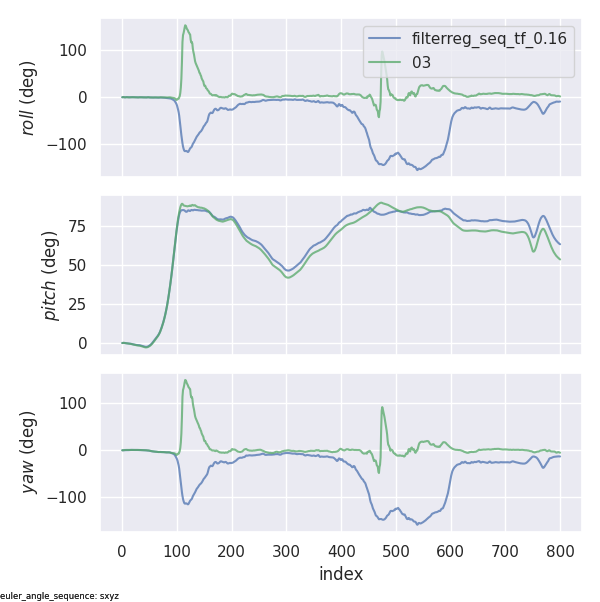 filterreg_seq_tf_0.16
03
100
0
−100
roll (deg)
75
50
25
0
pitch (deg)
100
0
−100
yaw (deg)
0 100 200 300 400 500 600 700 800
index
euler_angle_sequence: sxyz